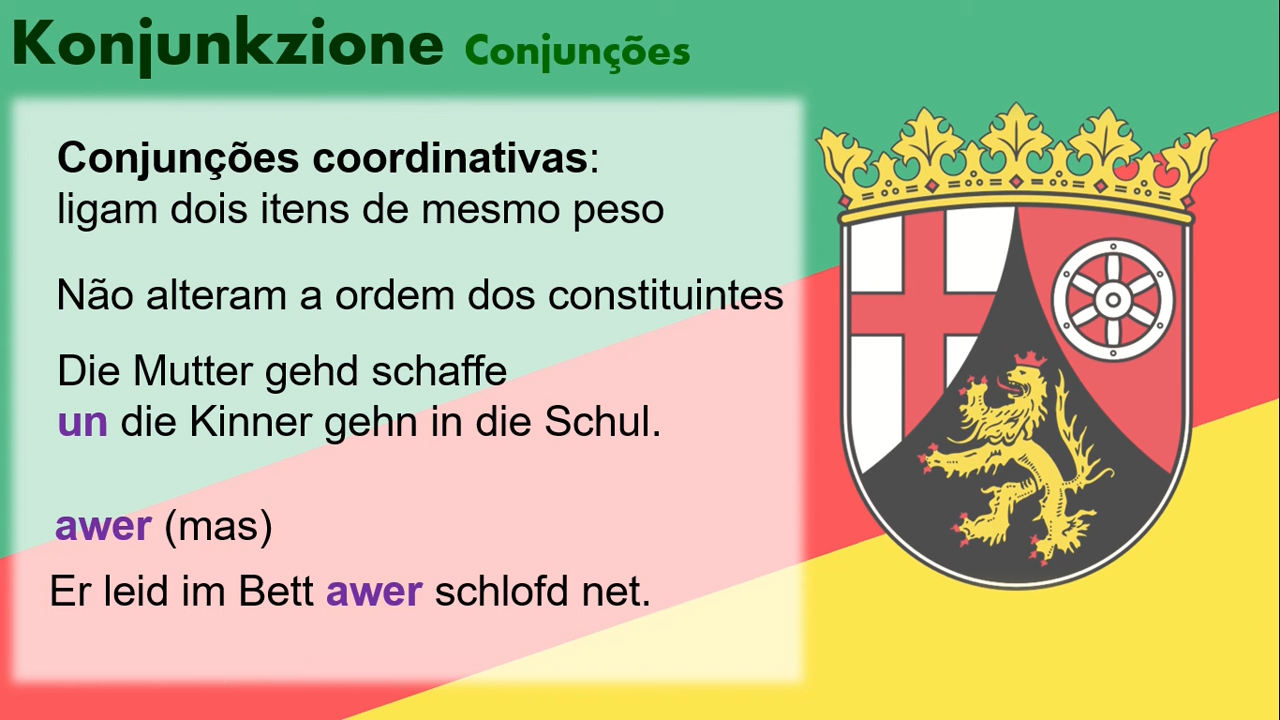 Konjunkzione Conjunções
Conjunções coordinativas:
ligam dois itens de mesmo peso
Não alteram a ordem dos constituintes
Die Mutter gehd schaffe
un die Kinner gehn in die Schul.
awer (mas)
Er leid im Bett awer schlofd net.